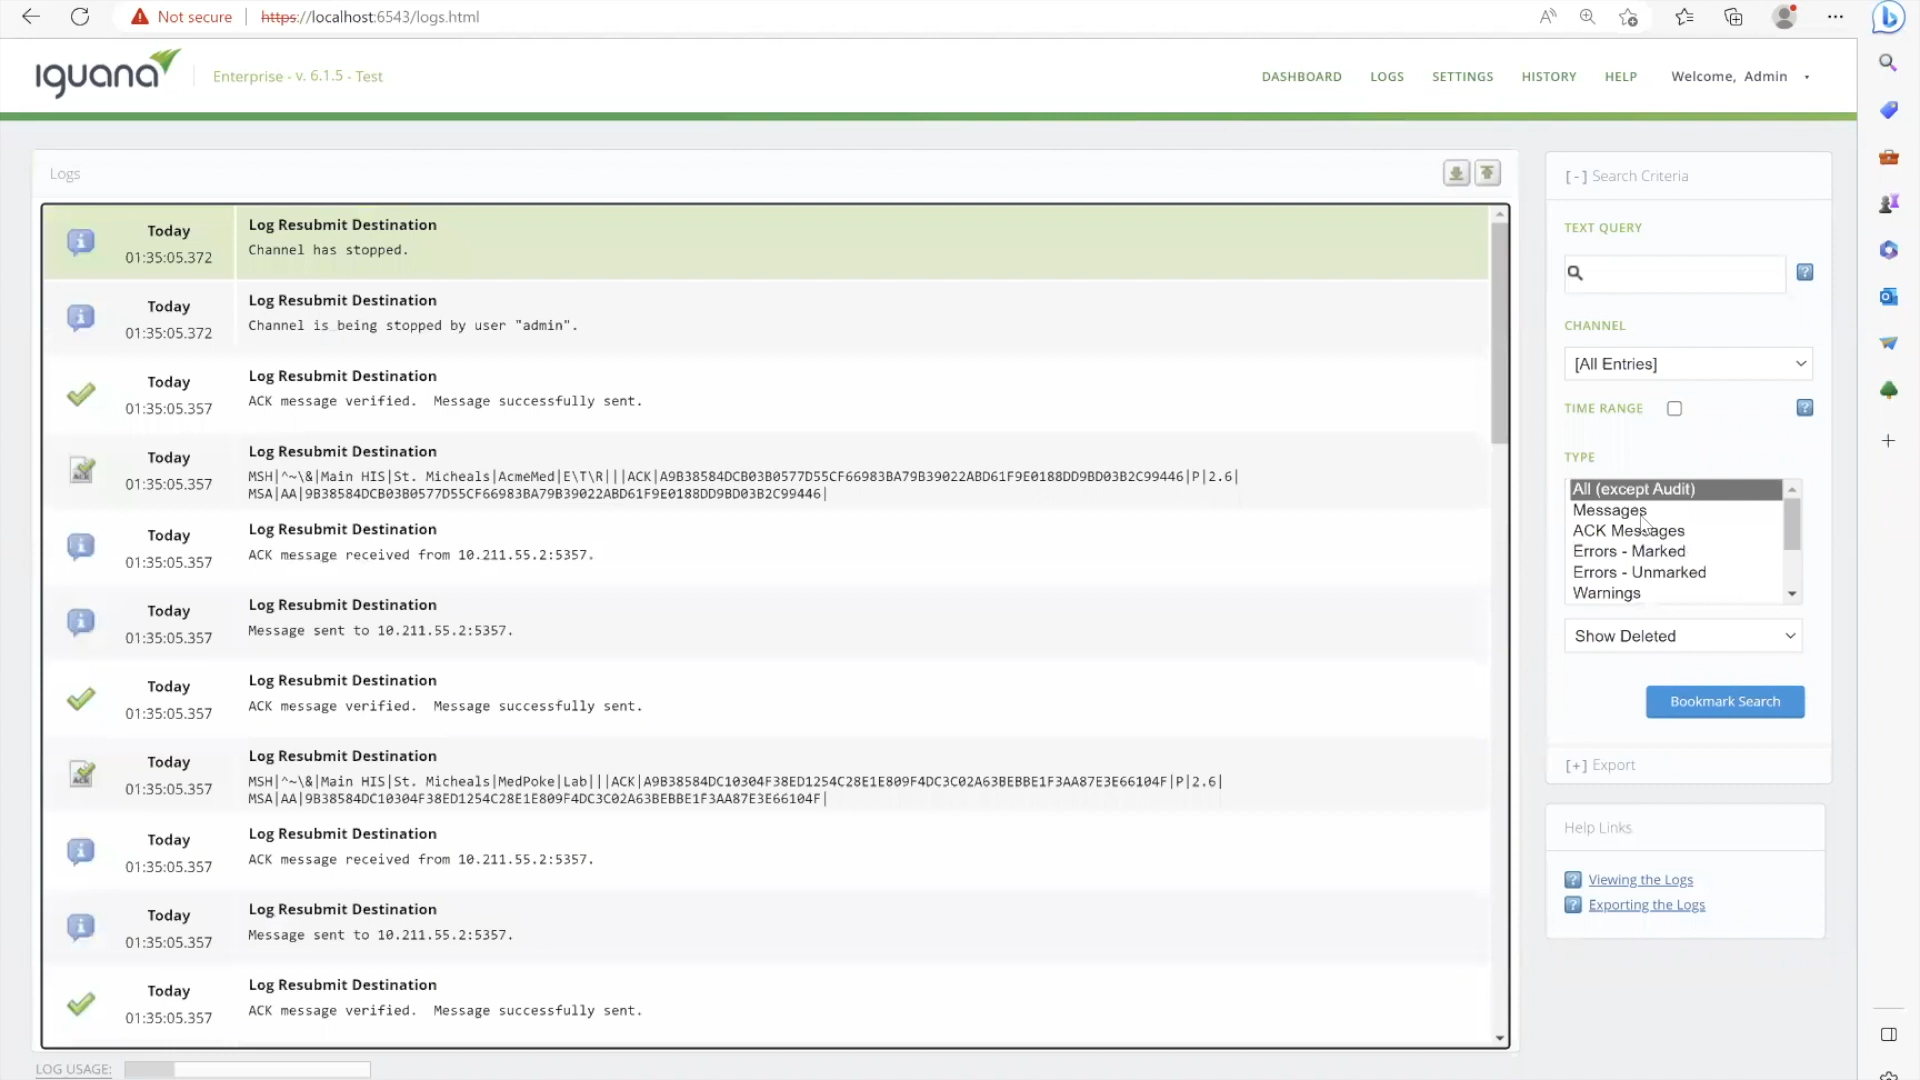 Not secure https://localhost:6543/logs.html
iguana Enterprise - v. 6.1.5 - Test DASHBOARD LOGS SETTINGS HISTORY HELP Welcome, Admin
Logs
Today
01:35:05.372
Log Resubmit Destination
Channel has stopped.
Today
01:35:05.372
Log Resubmit Destination
Channel is being stopped by user "admin".
Today
01:35:05.357
Log Resubmit Destination
ACK message verified. Message successfully sent.
ACK
Today
01:35:05.357
Log Resubmit Destination
MSH|^~\&|Main HIS|St. Micheals|AcmeMed|E\T\R|||ACK|A9B38584DCB03B0577D55CF66983BA79B39022ABD61F9E0188DD9BD03B2C99446|P|2.6|
MSA|AA|9B38584DCB03B0577D55CF66983BA79B39022ABD61F9E0188DD9BD03B2C99446|
Today
01:35:05.357
Log Resubmit Destination
ACK message received from 10.211.55.2:5357.
Today
01:35:05.357
Log Resubmit Destination
Message sent to 10.211.55.2:5357.
Today
01:35:05.357
Log Resubmit Destination
ACK message verified. Message successfully sent.
ACK
Today
01:35:05.357
Log Resubmit Destination
MSH|^~\&|Main HIS|St. Micheals|MedPoke|Lab|||ACK|A9B38584DC10304F38ED1254C28E1E809F4DC3C02A63BEBBE1F3AA87E3E66104F|P|2.6|
MSA|AA|9B38584DC10304F38ED1254C28E1E809F4DC3C02A63BEBBE1F3AA87E3E66104F|
Today
01:35:05.357
Log Resubmit Destination
ACK message received from 10.211.55.2:5357.
Today
01:35:05.357
Log Resubmit Destination
Message sent to 10.211.55.2:5357.
Today
01:35:05.357
Log Resubmit Destination
ACK message verified. Message successfully sent.
LOG USAGE:
[-] Search Criteria
TEXT QUERY
CHANNEL
[All Entries]
TIME RANGE
TYPE
All (except Audit)
Messages
ACK Messages
Errors - Marked
Errors - Unmarked
Warnings
Show Deleted
Bookmark Search
[+] Export
Help Links
Viewing the Logs
Exporting the Logs